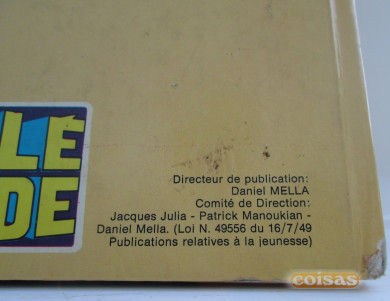 LE
DE
Directeur de publication:
Daniel MELLA
Comité de Direction:
Jacques Julia - Patrick Manoukian -
Daniel Mella. (Loi N. 49556 du 16/7/49
Publications relatives à la jeunesse)
coisas